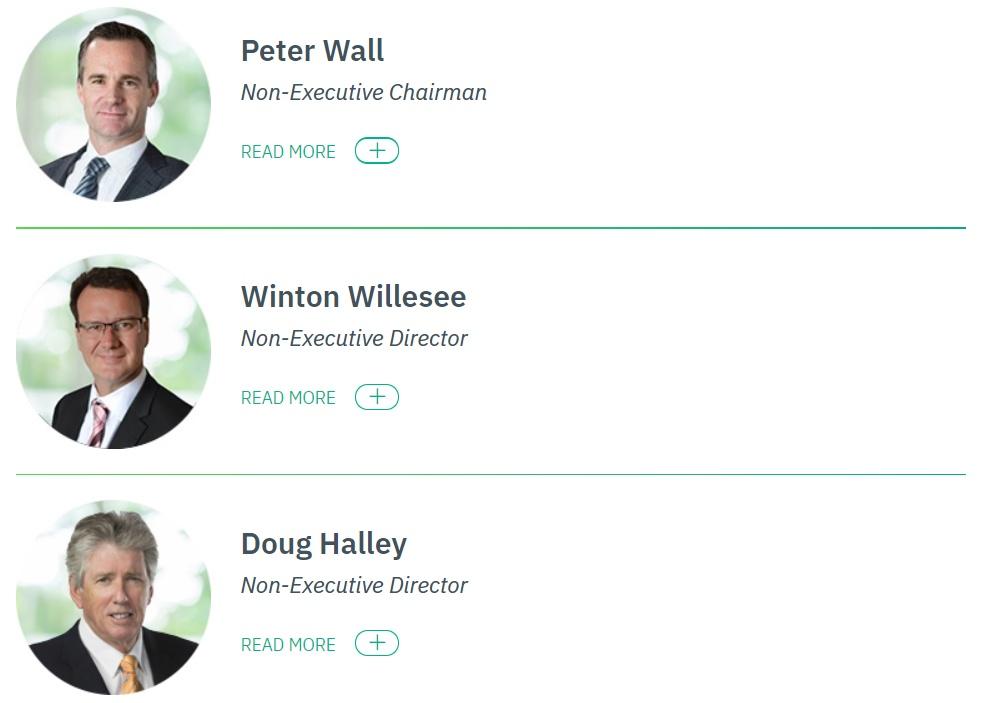 Peter Wall
Non-Executive Chairman
READ MORE
Winton Willesee
Non-Executive Director
READ MORE
Doug Halley
Non-Executive Director
READ MORE